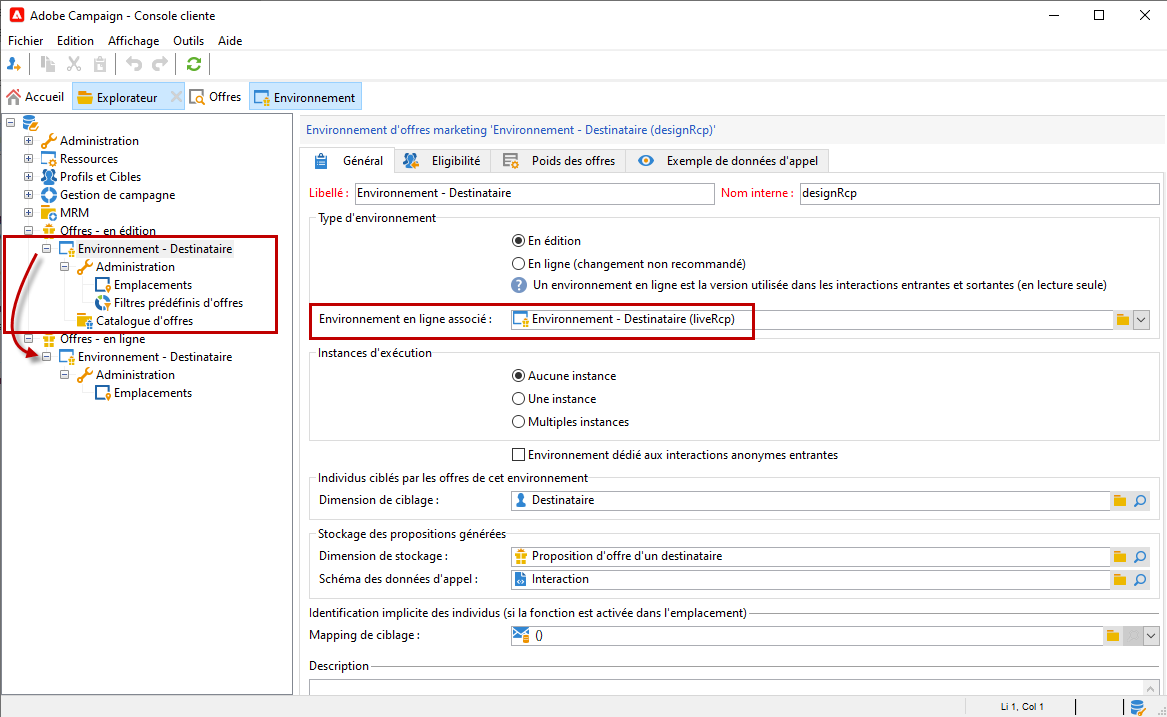 Adobe Campaign - Console cliente
Fichier Edition Affichage Outils Aide
Accueil Explorateur Offres Environnement
Administration
Ressources
Profils et Cibles
Gestion de campagne
MRM
Offres - en édition
Environnement - Destinataire
Administration
Emplacements
Filtres prédéfinis d'offres
Catalogue d'offres
Offres - en ligne
Environnement - Destinataire
Administration
Emplacements
Environnement d'offres marketing 'Environnement - Destinataire (designRcp)'
Général Eligibilité Poids des offres Exemple de données d'appel
Libellé : Environnement - Destinataire Nom interne : designRcp
Type d'environnement
En édition
En ligne (changement non recommandé)
Un environnement en ligne est la version utilisée dans les interactions entrantes et sortantes (en lecture seule)
Environnement en ligne associé : Environnement - Destinataire (liveRcp)
Instances d'exécution
Aucune instance
Une instance
Multiples instances
Environnement dédié aux interactions anonymes entrantes
Individus ciblés par les offres de cet environnement
Dimension de ciblage : Destinataire
Stockage des propositions générées
Dimension de stockage : Proposition d'offre d'un destinataire
Schéma des données d'appel : Interaction
Identification implicite des individus (si la fonction est activée dans l'emplacement)
Mapping de ciblage : ()
Description
Li 1, Col 1